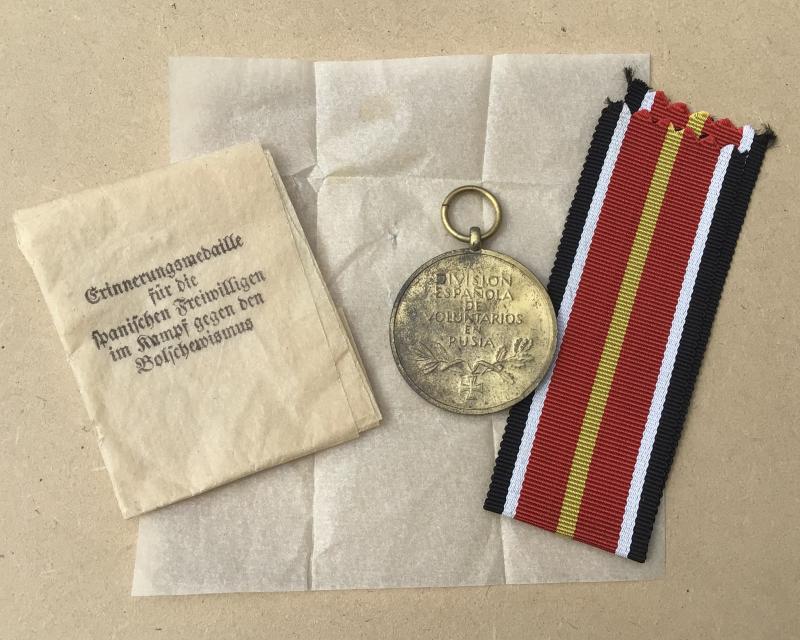 Erinnerungsmedaille
für die
spanischen Freiwilligen
im Kampf gegen den
Bolschewismus
DIVISION
ESPAÑOLA
DE
VOLUNTARIOS
EN
RUSIA